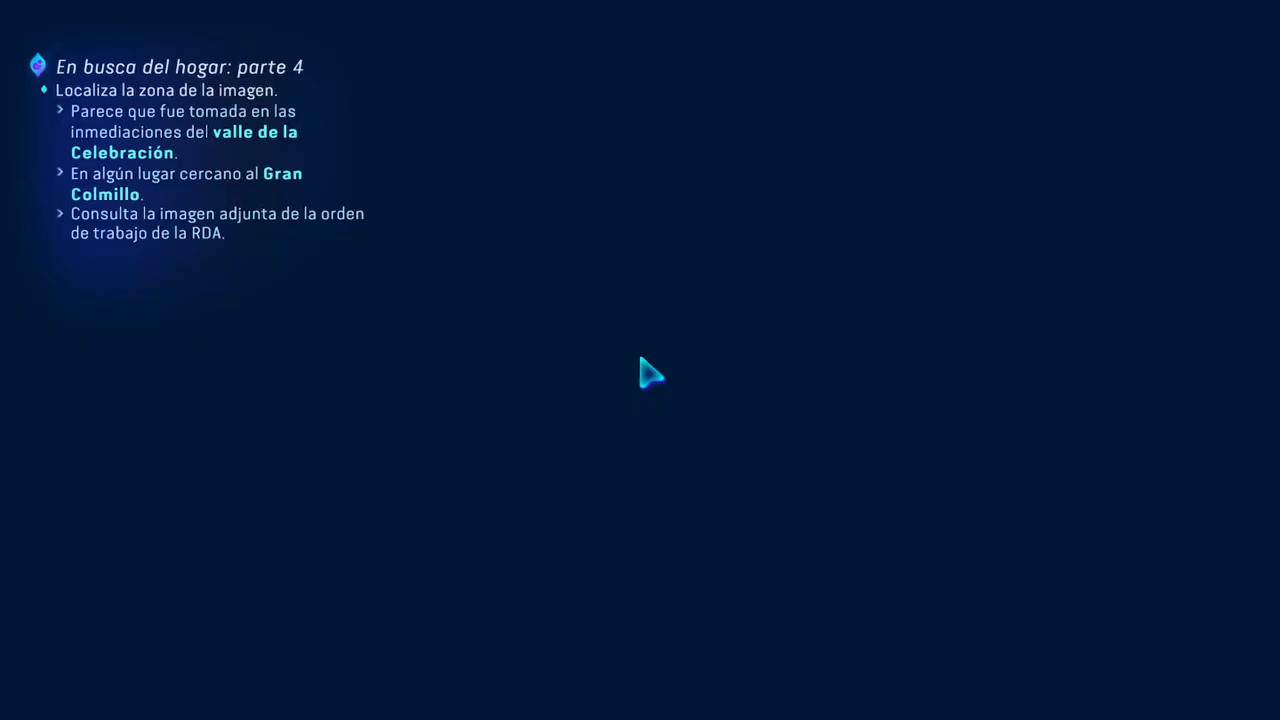 En busca del hogar: parte 4
Localiza la zona de la imagen.
Parece que fue tomada en las
inmediaciones del valle de la
Celebración.
En algún lugar cercano al Gran
Colmillo.
Consulta la imagen adjunta de la orden
de trabajo de la RDA.